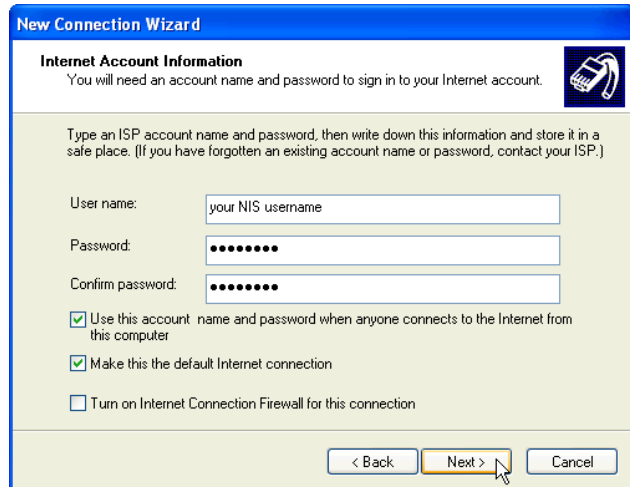 New Connection Wizard
Internet Account Information
You will need an account name and password to sign in to your Internet account.
Type an ISP account name and password, then write down this information and store it in a
safe place. (If you have forgotten an existing account name or password, contact your ISP.)
User name:
your NIS username
Password:
●●●●●●●●
Confirm password:
●●●●●●●●
Use this account name and password when anyone connects to the Internet from
this computer
Make this the default Internet connection
Turn on Internet Connection Firewall for this connection
< Back
Next >
Cancel